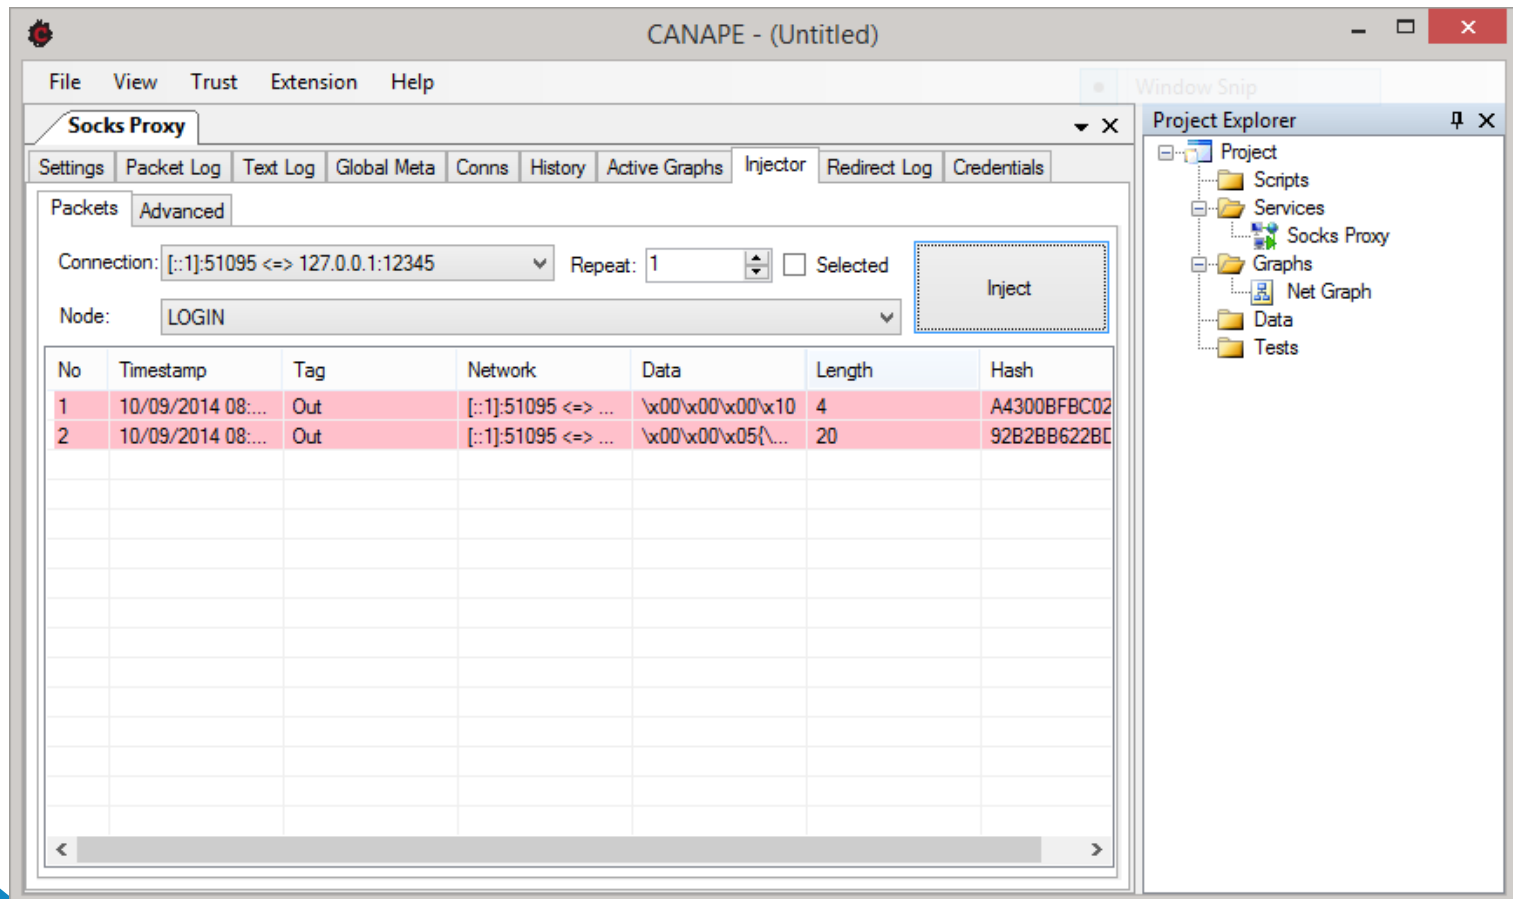 CANAPE - (Untitled)
File View Trust Extension Help
Window Snip
Socks Proxy
Settings Packet Log Text Log Global Meta Conns History Active Graphs Injector Redirect Log Credentials
Packets Advanced
Connection: [::1]:51095 <=> 127.0.0.1:12345 Repeat: 1 Selected
Inject
Node: LOGIN
No Timestamp Tag Network Data Length Hash
1 10/09/2014 08:... Out [::1]:51095 <=> ... \x00\x00\x00\x10 4 A4300BFBC02
2 10/09/2014 08:... Out [::1]:51095 <=> ... \x00\x00\x05{\... 20 92B2BB622BD
Project Explorer
Project
Scripts
Services
Socks Proxy
Graphs
Net Graph
Data
Tests